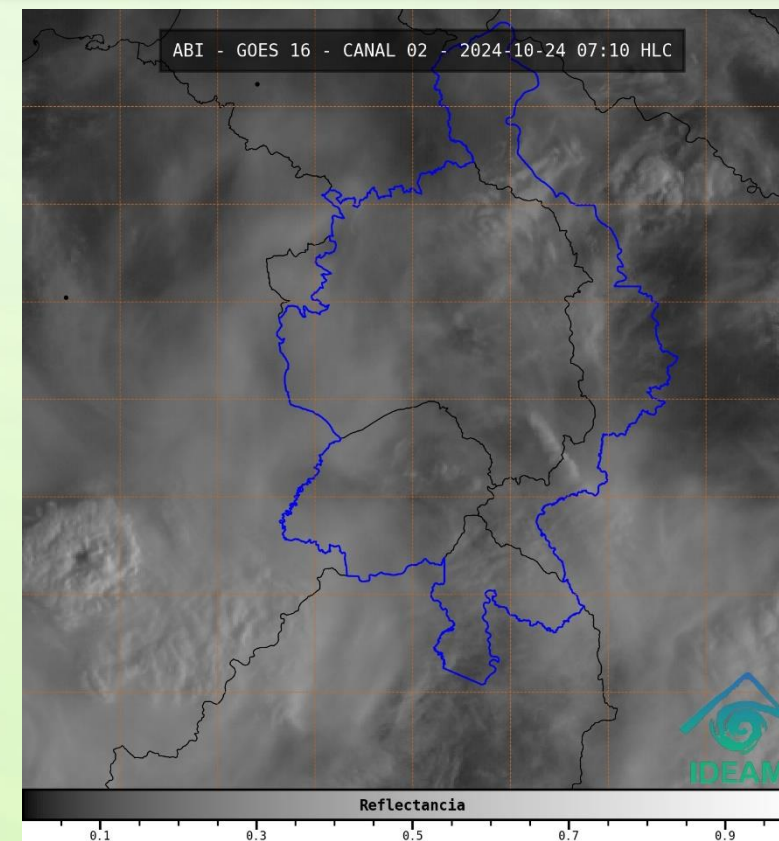 ABI - GOES 16 - CANAL 02 - 2024-10-24 07:10 HLC
IDEAM
Reflectancia
0.1 0.3 0.5 0.7 0.9